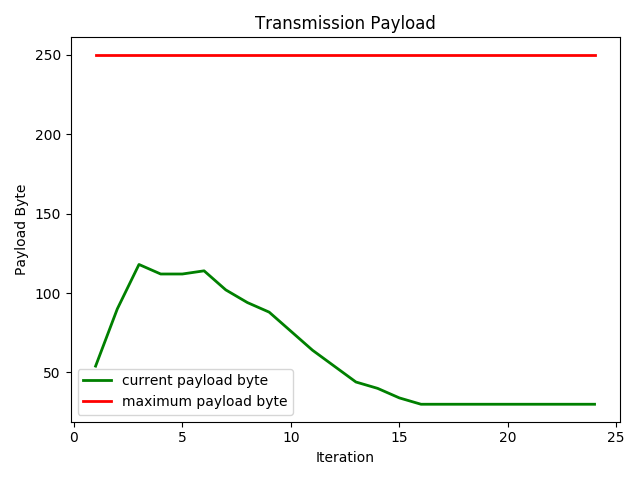 Transmission Payload
250
200
150
100
50
Payload Byte
current payload byte
maximum payload byte
0 5 10 15 20 25
Iteration